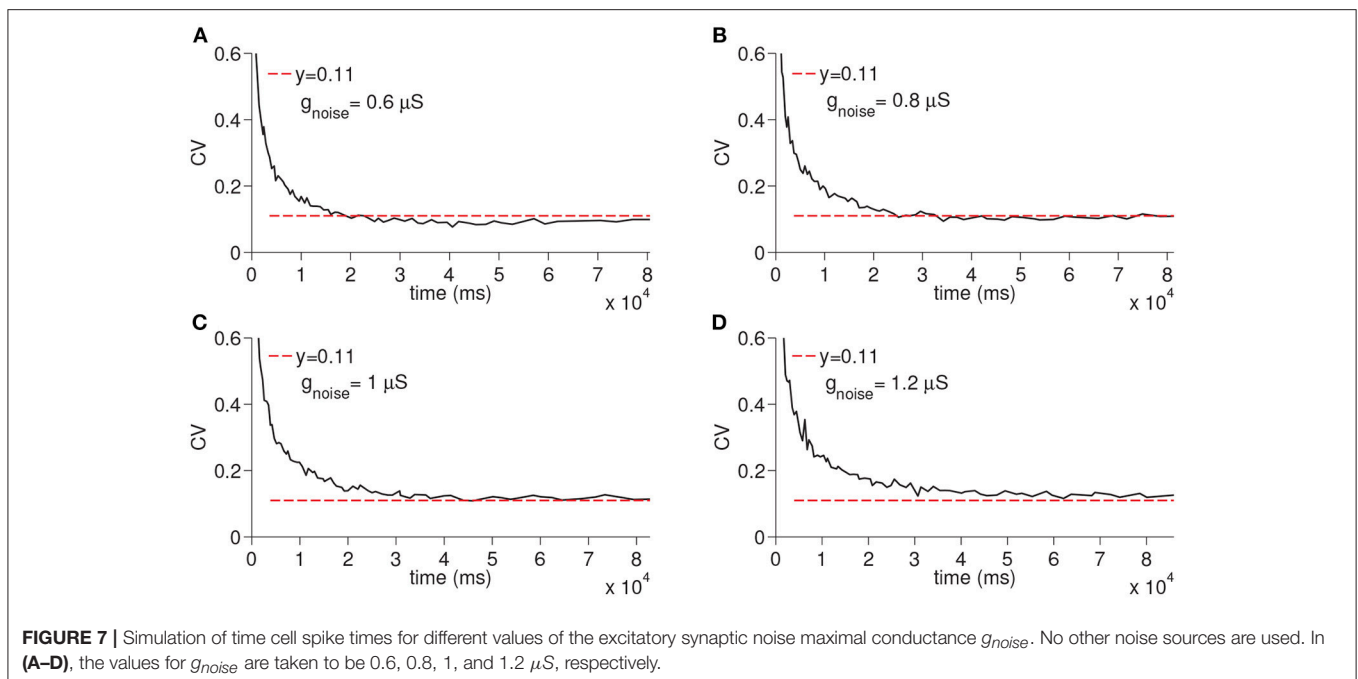 A
0.6
y=0.11
g_noise = 0.6 μS
0.4
CV
0.2
0
0 1 2 3 4 5 6 7 8
time (ms)
x 10^4
B
0.6
y=0.11
g_noise = 0.8 μS
0.4
CV
0.2
0
0 1 2 3 4 5 6 7 8
time (ms)
x 10^4
C
0.6
y=0.11
g_noise = 1 μS
0.4
CV
0.2
0
0 1 2 3 4 5 6 7 8
time (ms)
x 10^4
D
0.6
y=0.11
g_noise = 1.2 μS
0.4
CV
0.2
0
0 1 2 3 4 5 6 7 8
time (ms)
x 10^4
FIGURE 7 | Simulation of time cell spike times for different values of the excitatory synaptic noise maximal conductance g_noise. No other noise sources are used. In
(A–D), the values for g_noise are taken to be 0.6, 0.8, 1, and 1.2 μS, respectively.